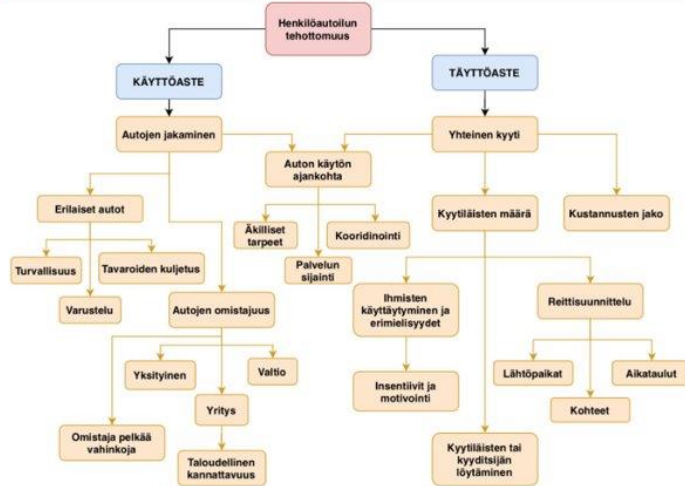 Henkilöautoilun
tehottomuus
KÄYTTÖASTE
TÄYTTÖASTE
Autojen jakaminen
Yhteinen kyyti
Auton käytön
ajankohta
Erilaiset autot
Kyytiläisten määrä
Kustannusten jako
Äkilliset
tarpeet
Kooridinointi
Turvallisuus
Tavaroiden kuljetus
Palvelun
sijainti
Varustelu
Autojen omistajuus
Ihmisten
käyttäytyminen ja
erimielisyydet
Reittisuunnittelu
Yksityinen
Valtio
Lähtöpaikat
Aikataulut
Insentiivit ja
motivointi
Yritys
Kohteet
Omistaja pelkää
vahinkoja
Taloudellinen
kannattavuus
Kyytiläisten tai
kyyditsijän
löytäminen